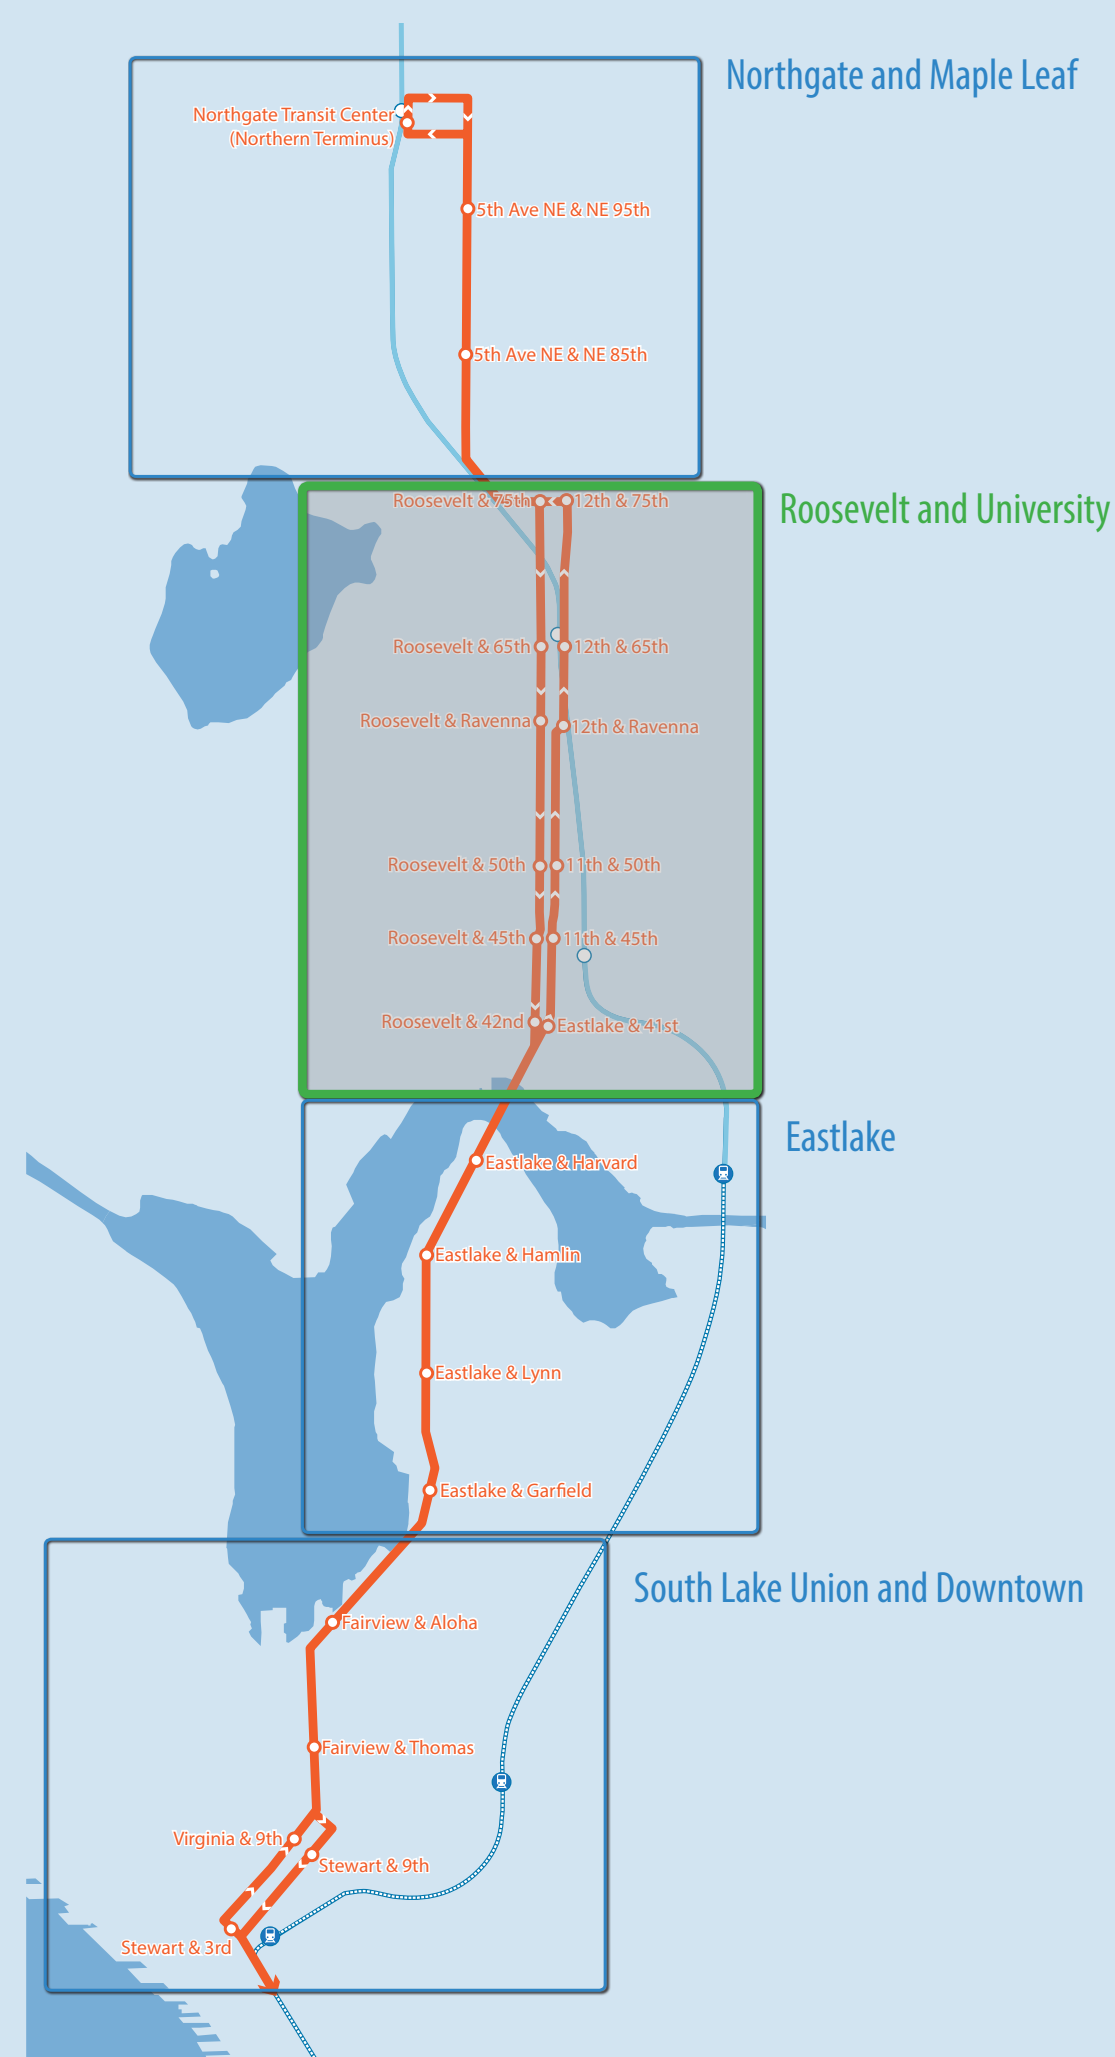 Northgate and Maple Leaf
Northgate Transit Center
(Northern Terminus)
5th Ave NE & NE 95th
5th Ave NE & NE 85th
Roosevelt and University
Roosevelt & 75th
12th & 75th
Roosevelt & 65th
12th & 65th
Roosevelt & Ravenna
12th & Ravenna
Roosevelt & 50th
11th & 50th
Roosevelt & 45th
11th & 45th
Roosevelt & 42nd
Eastlake & 41st
Eastlake
Eastlake & Harvard
Eastlake & Hamlin
Eastlake & Lynn
Eastlake & Garfield
South Lake Union and Downtown
Fairview & Aloha
Fairview & Thomas
Virginia & 9th
Stewart & 9th
Stewart & 3rd